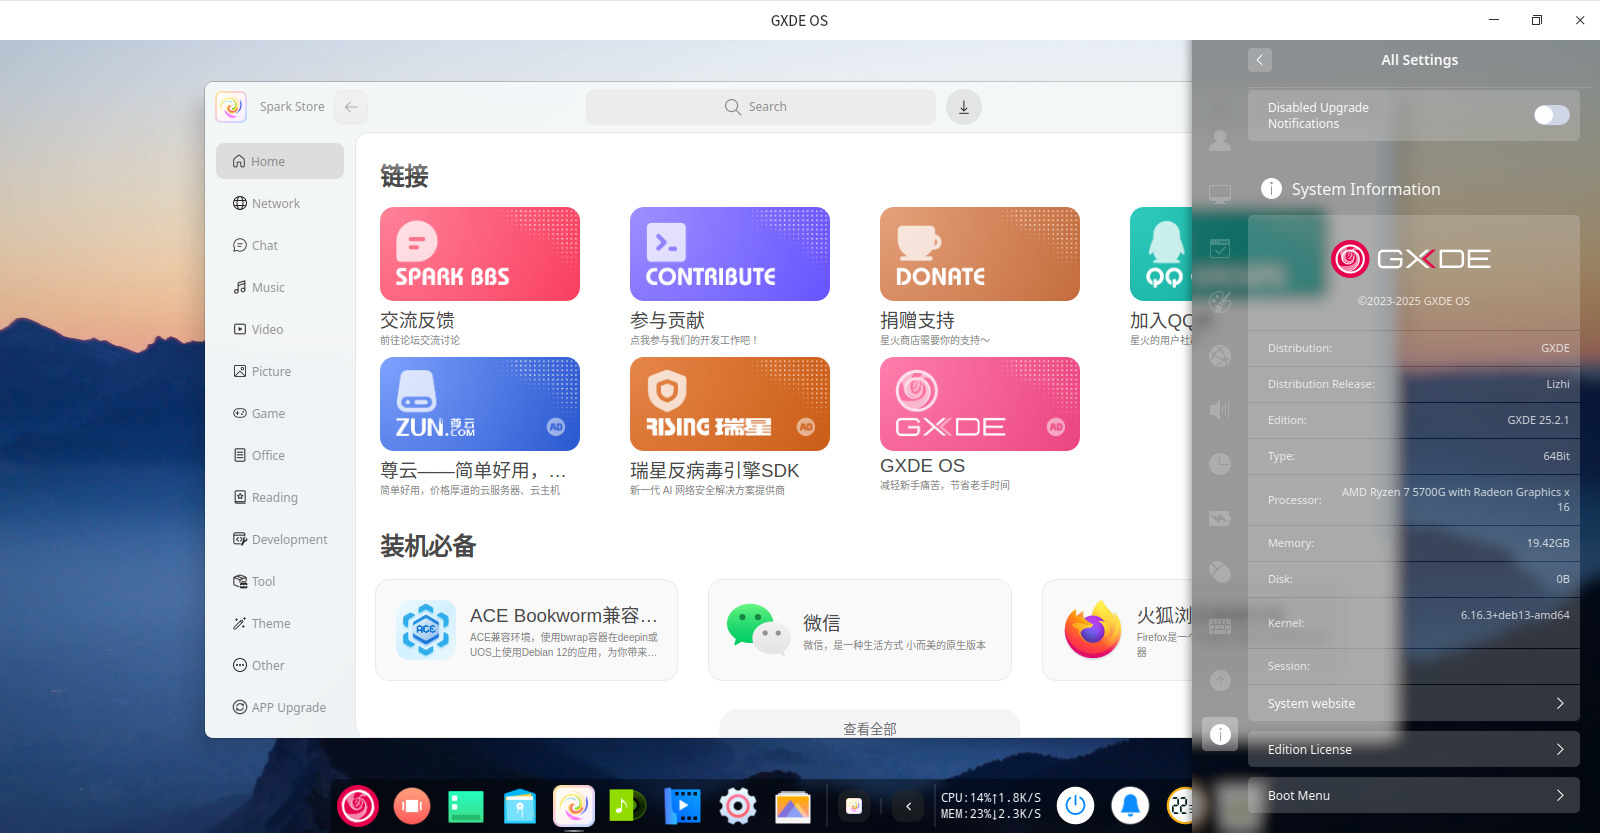 GXDE OS
Spark Store
Search
Home
Network
Chat
Music
Video
Picture
Game
Office
Reading
Development
Tool
Theme
Other
APP Upgrade
链接
SPARK BBS
交流反馈
前往论坛交流讨论
CONTRIBUTE
参与贡献
点我参与我们的开发工作吧！
DONATE
捐赠支持
星火商店需要你的支持～
QQ
加入QQ
星火的用户社
ZUN.COM 尊云
AD
尊云——简单好用，…
简单好用，价格厚道的云服务器、云主机
RISING 瑞星
AD
瑞星反病毒引擎SDK
新一代 AI 网络安全解决方案提供商
GXDE
AD
GXDE OS
减轻新手痛苦，节省老手时间
装机必备
ACE
ACE Bookworm兼容…
ACE兼容环境，使用bwrap容器在deepin或
UOS上使用Debian 12的应用，为你带来…
微信
微信，是一种生活方式 小而美的原生版本
火狐浏
Firefox是一个
器
查看全部
All Settings
Disabled Upgrade
Notifications
System Information
GXDE
©2023-2025 GXDE OS
Distribution: GXDE
Distribution Release: Lizhi
Edition: GXDE 25.2.1
Type: 64Bit
Processor: AMD Ryzen 7 5700G with Radeon Graphics x
16
Memory: 19.42GB
Disk: 0B
Kernel: 6.16.3+deb13-amd64
Session:
System website
Edition License
Boot Menu
CPU:14%↑1.8K/S
MEM:23%↓2.3K/S
22